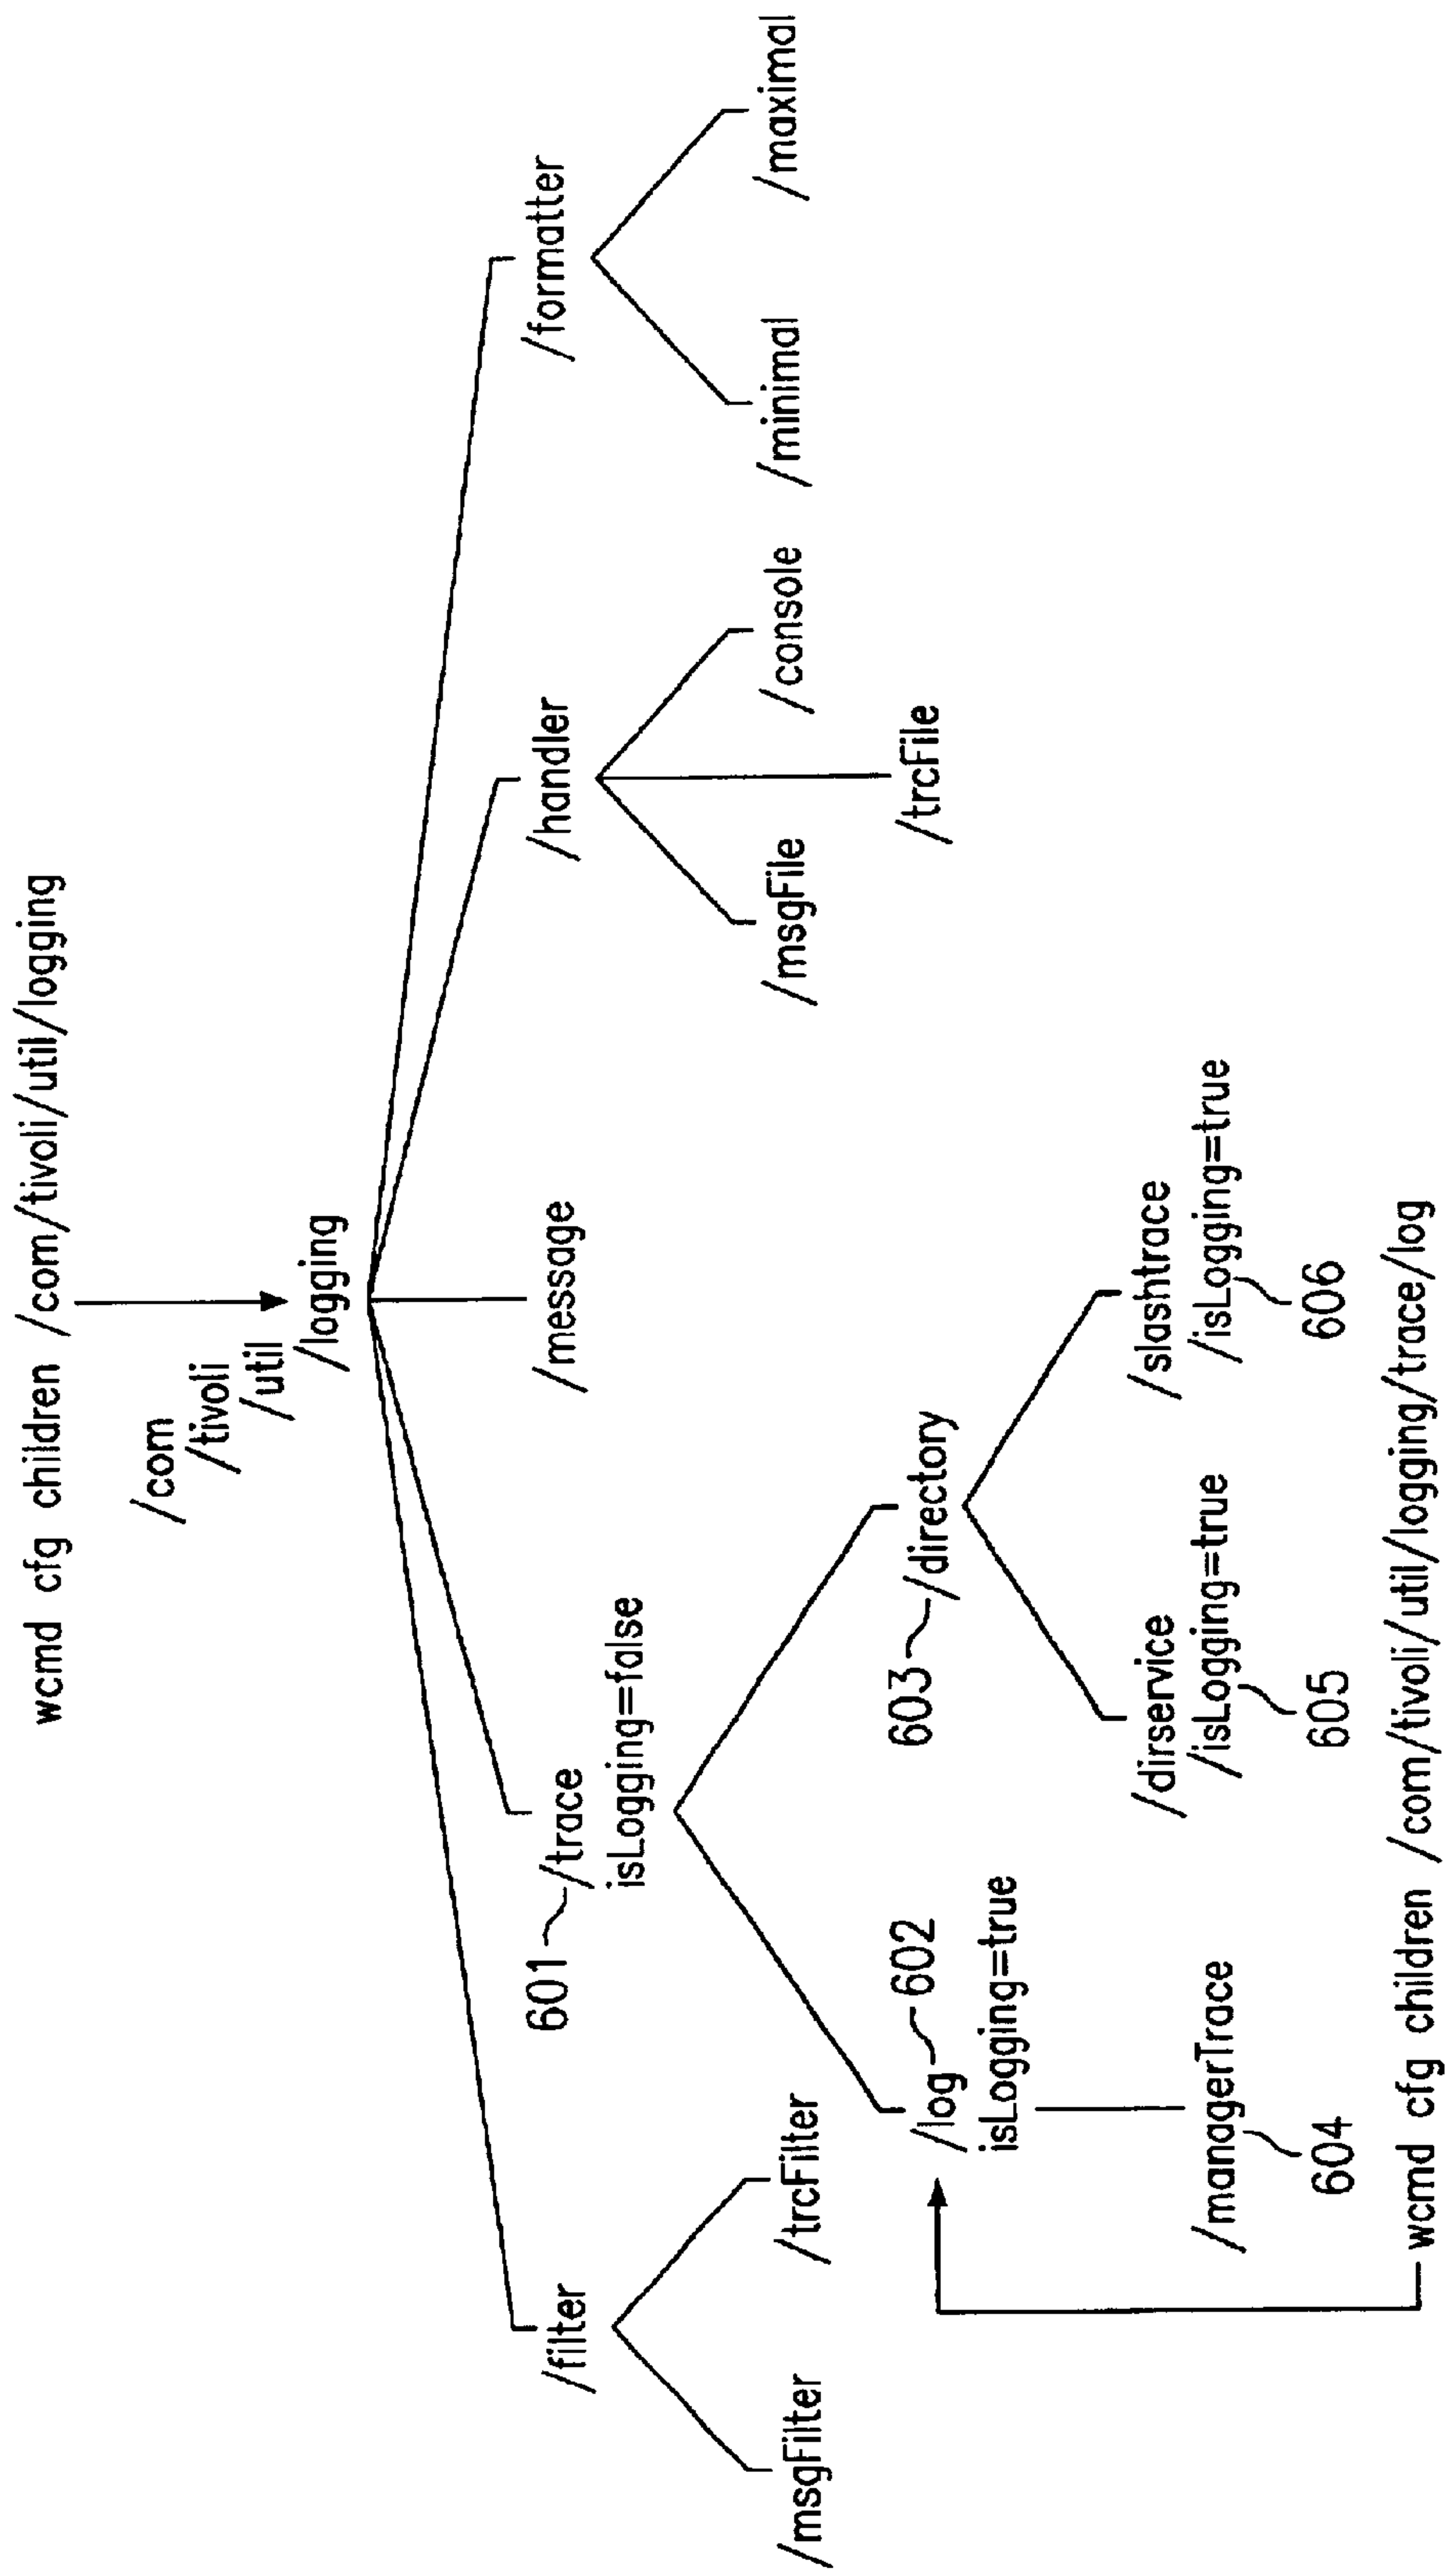 wcmd cfg children /com/tivoli/util/logging
/com
/tivoli
/util
/logging
/filter
601
/trace
isLogging=false
/message
/handler
/formatter
/msgFilter
/trcFilter
/msgFile
/console
/minimal
/maximal
/trcFile
/log
602
isLogging=true
603
/directory
/managerTrace
604
/dirservice
/isLogging=true
605
/slashtrace
/isLogging=true
606
wcmd cfg children /com/tivoli/util/logging/trace/log